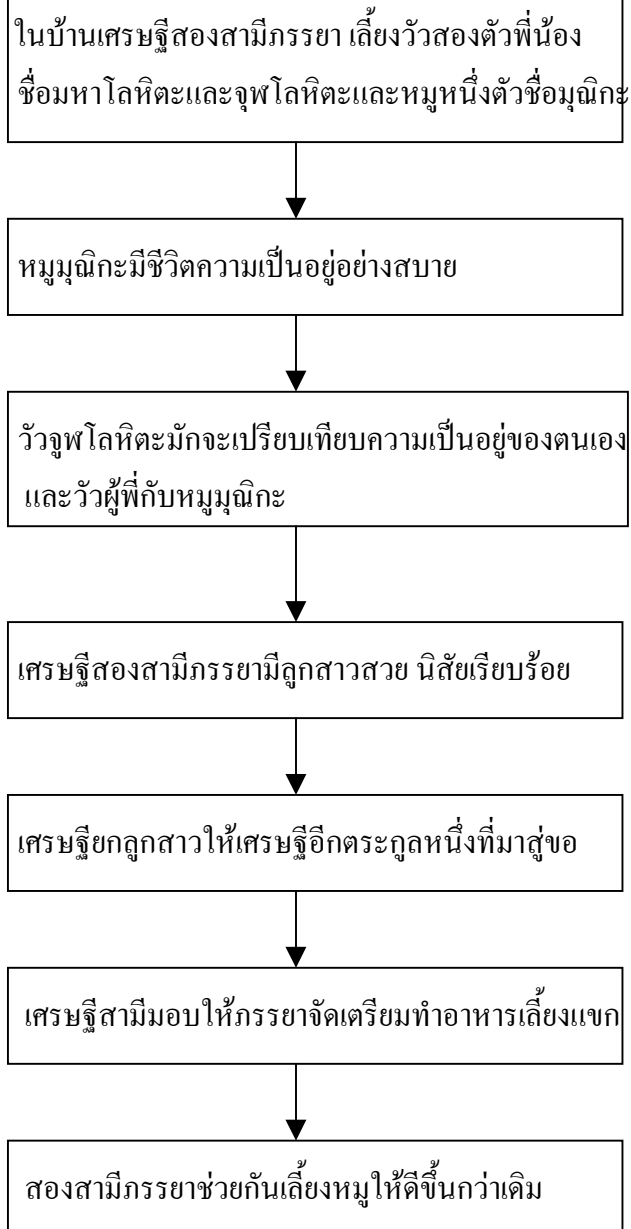 ในบ้านเศรษฐีสองสามีภรรยา เลี้ยงวัวสองตัวพี่น้อง
ชื่อมหาโลหิตะและจุฬโลหิตะและหมูหนึ่งตัวชื่อมุณิกะ
หมูมุณิกะมีชีวิตความเป็นอยู่อย่างสบาย
วัวจูฬโลหิตะมักจะเปรียบเทียบความเป็นอยู่ของตนเอง
และวัวผู้พี่กับหมูมุณิกะ
เศรษฐีสองสามีภรรยามีลูกสาวสวย นิสัยเรียบร้อย
เศรษฐียกลูกสาวให้เศรษฐีอีกตระกูลหนึ่งที่มาสู่ขอ
เศรษฐีสามีมอบให้ภรรยาจัดเตรียมทำอาหารเลี้ยงแขก
สองสามีภรรยาช่วยกันเลี้ยงหมูให้ดีขึ้นกว่าเดิม